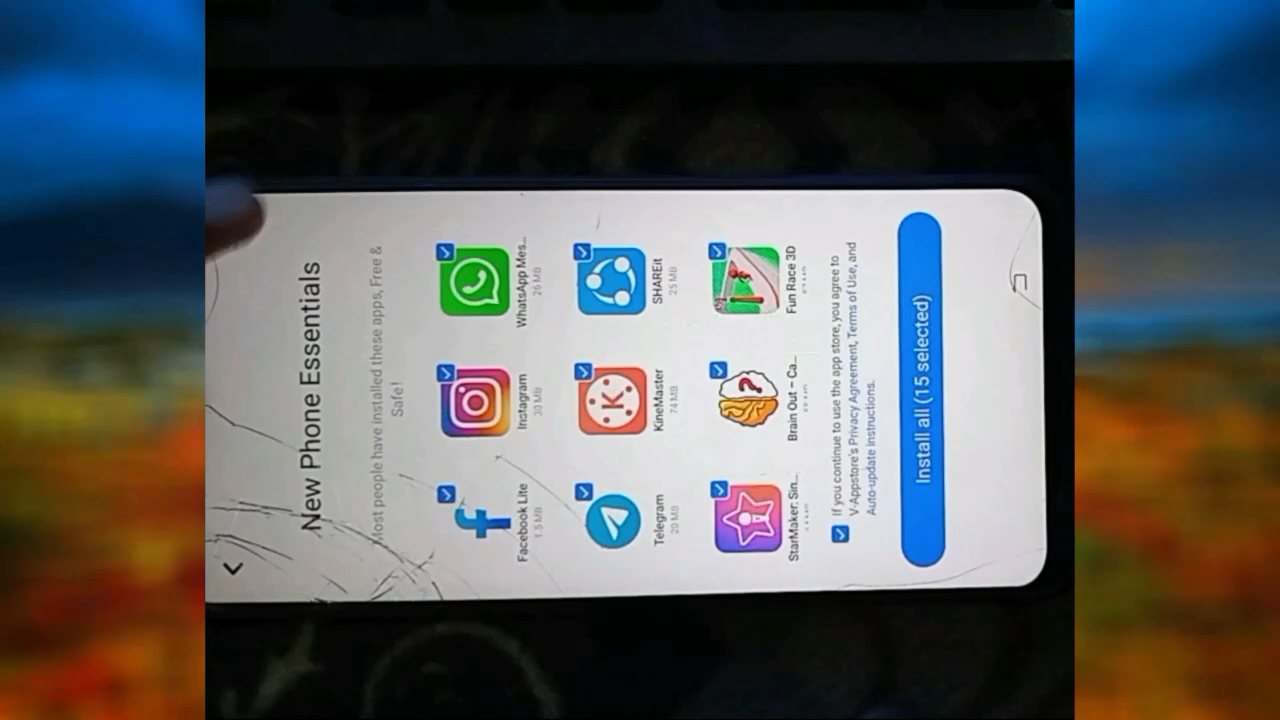 New Phone Essentials
Most people have installed these apps, Free &
Safe!
Facebook Lite
1.5 MB
Instagram
30 MB
WhatsApp Mes...
26 MB
Telegram
20 MB
KineMaster
74 MB
SHAREit
25 MB
StarMaker: Sin...
Brain Out – Ca...
Fun Race 3D
If you continue to use the app store, you agree to
V-Appstore's Privacy Agreement, Terms of Use, and
Auto-update instructions.
Install all (15 selected)